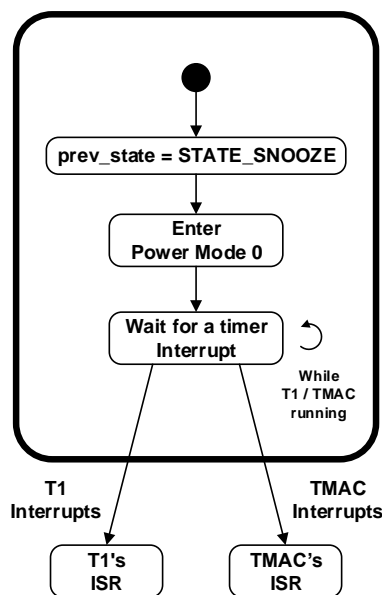 prev_state = STATE_SNOOZE
Enter
Power Mode 0
Wait for a timer
Interrupt
While
T1 / TMAC
running
T1
Interrupts
TMAC
Interrupts
T1's
ISR
TMAC’s
ISR